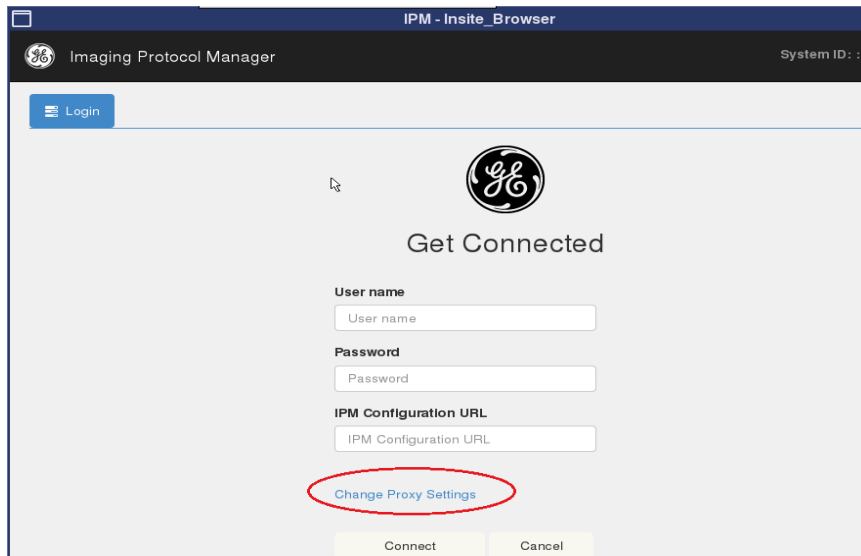 IPM - Insite_Browser
Imaging Protocol Manager
System ID: :
Login
GE
Get Connected
User name
User name
Password
Password
IPM Configuration URL
IPM Configuration URL
Change Proxy Settings
Connect Cancel